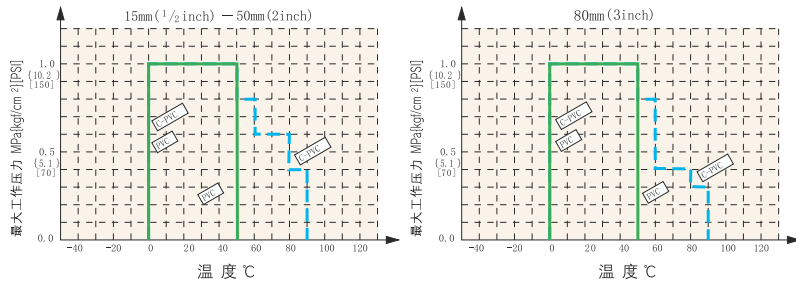 15mm(1/2inch) —50mm(2inch)
最大工作压力 MPa{kgf/cm²}[PSI]
1.0
(10.2)
[150]
0.5
(5.1)
[70]
0.0
C-PVC
PVC
C-PVC
PVC
-40 -20 0 20 40 60 80 100 120
温 度 ℃
80mm(3inch)
最大工作压力 MPa{kgf/cm²}[PSI]
1.0
(10.2)
[150]
0.5
(5.1)
[70]
0.0
C-PVC
PVC
C-PVC
PVC
-40 -20 0 20 40 60 80 100 120
温 度 ℃